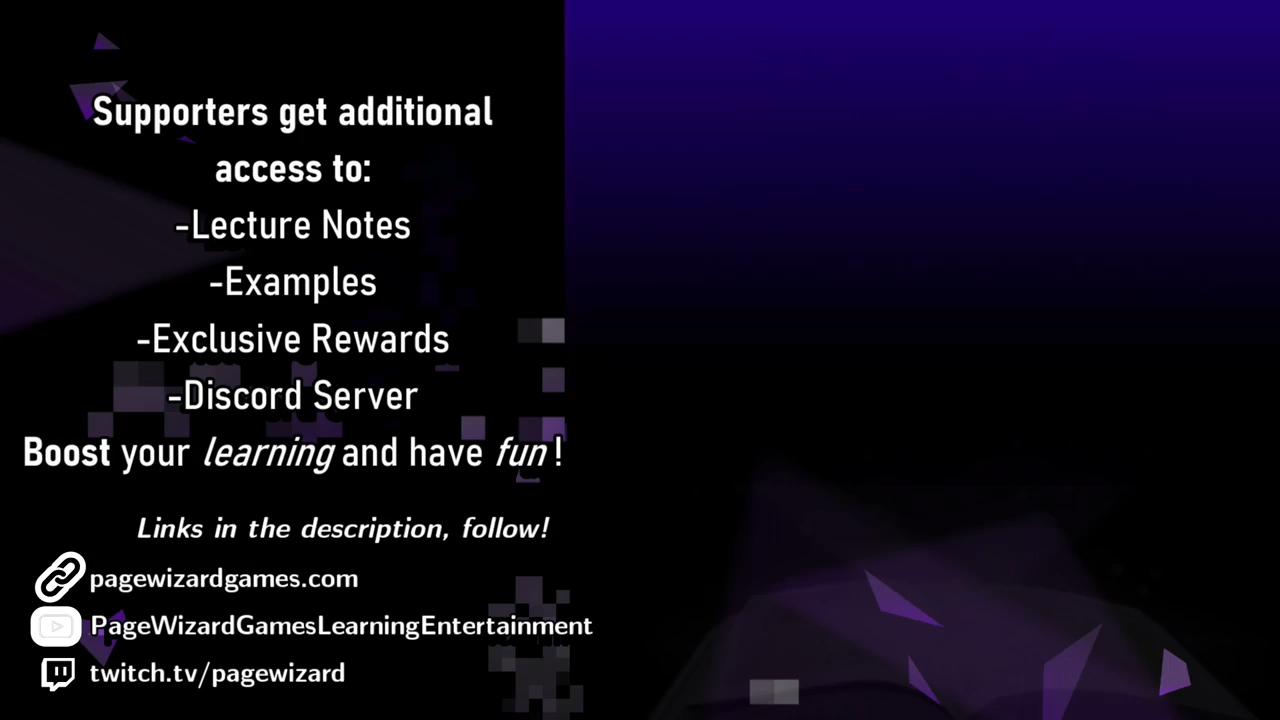 Supporters get additional
access to:
-Lecture Notes
-Examples
-Exclusive Rewards
-Discord Server
Boost your learning and have fun!
Links in the description, follow!
pagewizardgames.com
PageWizardGamesLearningEntertainment
twitch.tv/pagewizard